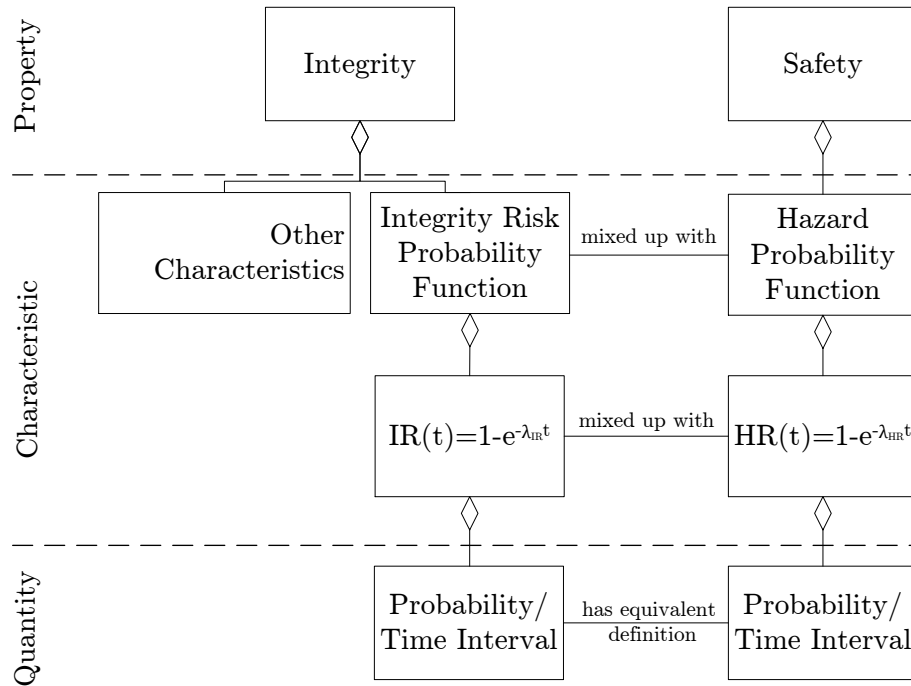 Property
Integrity
Safety
Characteristic
Other
Characteristics
Integrity Risk
Probability
Function
mixed up with
Hazard
Probability
Function
IR(t)=1-e-λIRt
mixed up with
HR(t)=1-e-λHRt
Quantity
Probability/
Time Interval
has equivalent
definition
Probability/
Time Interval